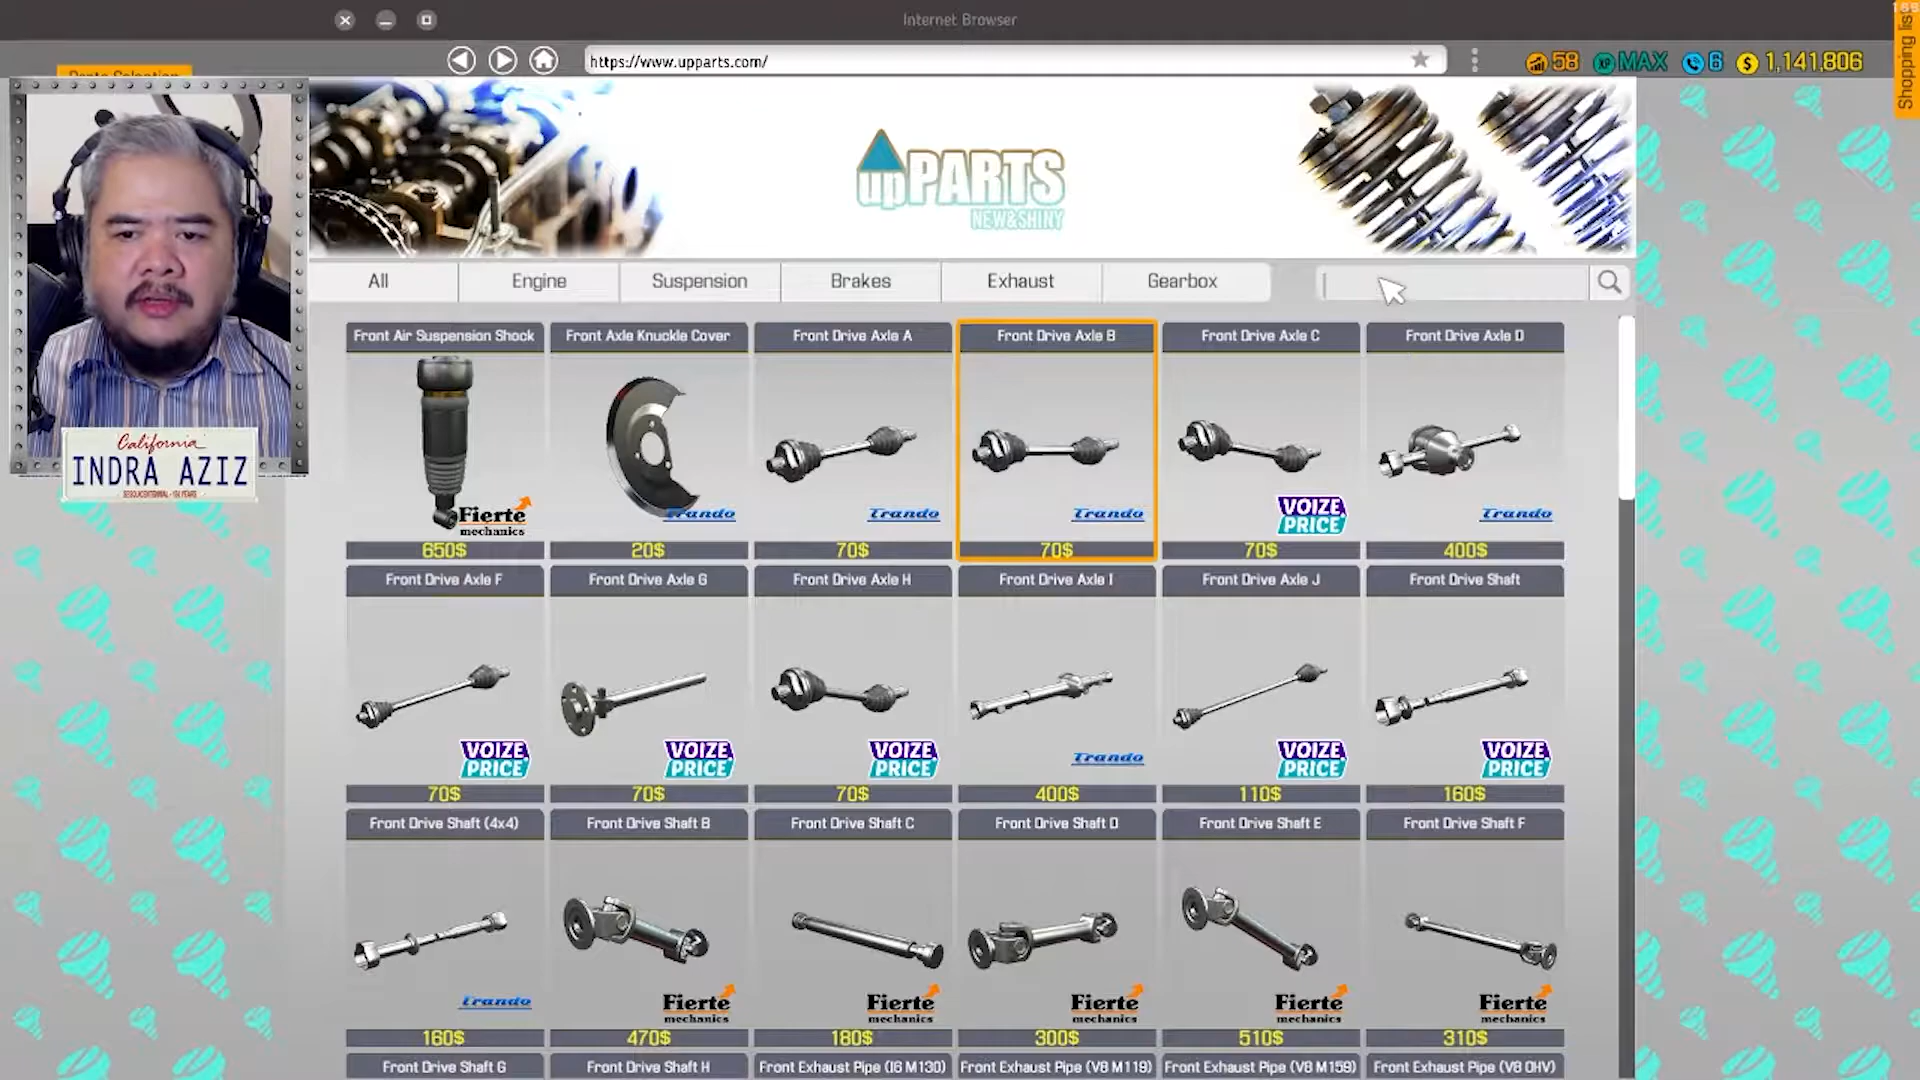 Internet Browser
https://www.upparts.com/
58
XP MAX
6
$ 1,141,806
Shopping list
upPARTS
NEW&SHINY
California
INDRA AZIZ
All
Engine
Suspension
Brakes
Exhaust
Gearbox
Front Air Suspension Shock
Front Axle Knuckle Cover
Front Drive Axle A
Front Drive Axle B
Front Drive Axle C
Front Drive Axle D
Fierte mechanics
Trando
Trando
Trando
VOIZE PRICE
Trando
650$
20$
70$
70$
70$
400$
Front Drive Axle F
Front Drive Axle G
Front Drive Axle H
Front Drive Axle I
Front Drive Axle J
Front Drive Shaft
VOIZE PRICE
VOIZE PRICE
VOIZE PRICE
Trando
VOIZE PRICE
VOIZE PRICE
70$
70$
70$
400$
110$
160$
Front Drive Shaft (4x4)
Front Drive Shaft B
Front Drive Shaft C
Front Drive Shaft D
Front Drive Shaft E
Front Drive Shaft F
Trando
Fierte mechanics
Fierte mechanics
Fierte mechanics
Fierte mechanics
Fierte mechanics
160$
470$
180$
300$
510$
310$
Front Drive Shaft G
Front Drive Shaft H
Front Exhaust Pipe (I6 M130)
Front Exhaust Pipe (V8 M119)
Front Exhaust Pipe (V8 M159)
Front Exhaust Pipe (V8 OHV)